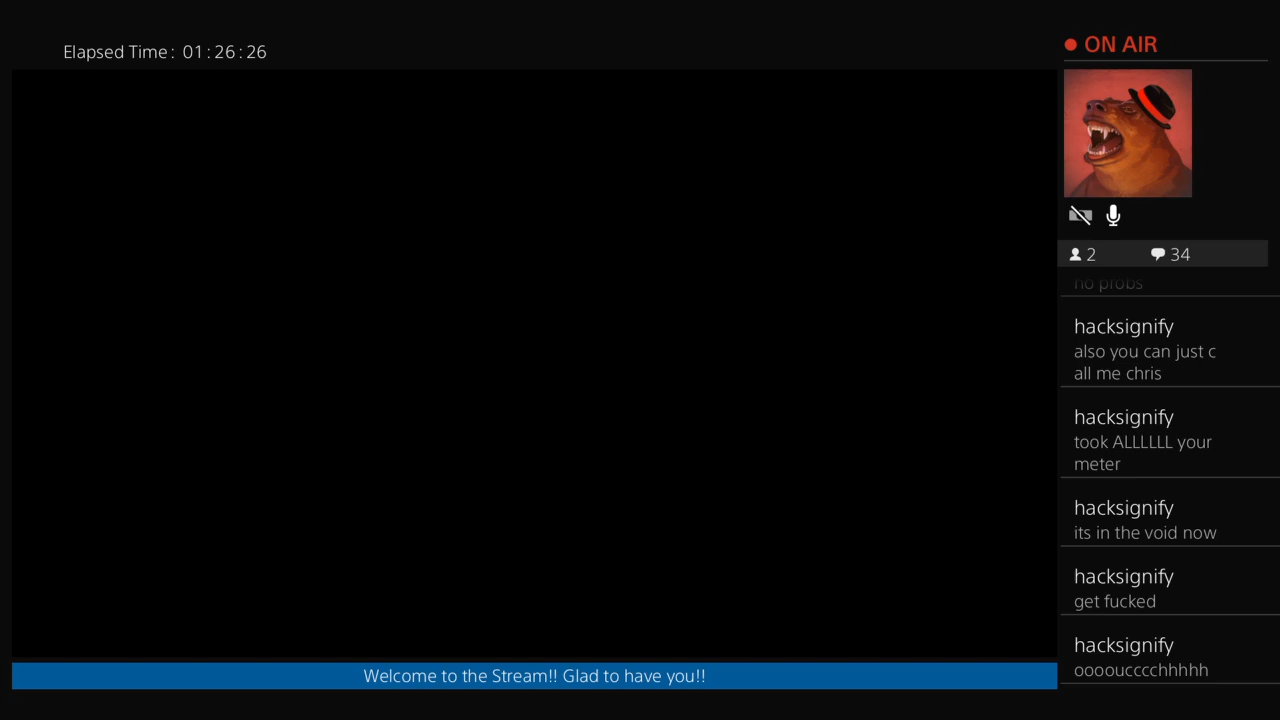 Elapsed Time: 01:26:26
ON AIR
2 34
no probs
hacksignify
also you can just c
all me chris
hacksignify
took ALLLLLL your
meter
hacksignify
its in the void now
hacksignify
get fucked
hacksignify
ooooucccchhhhh
Welcome to the Stream!! Glad to have you!!